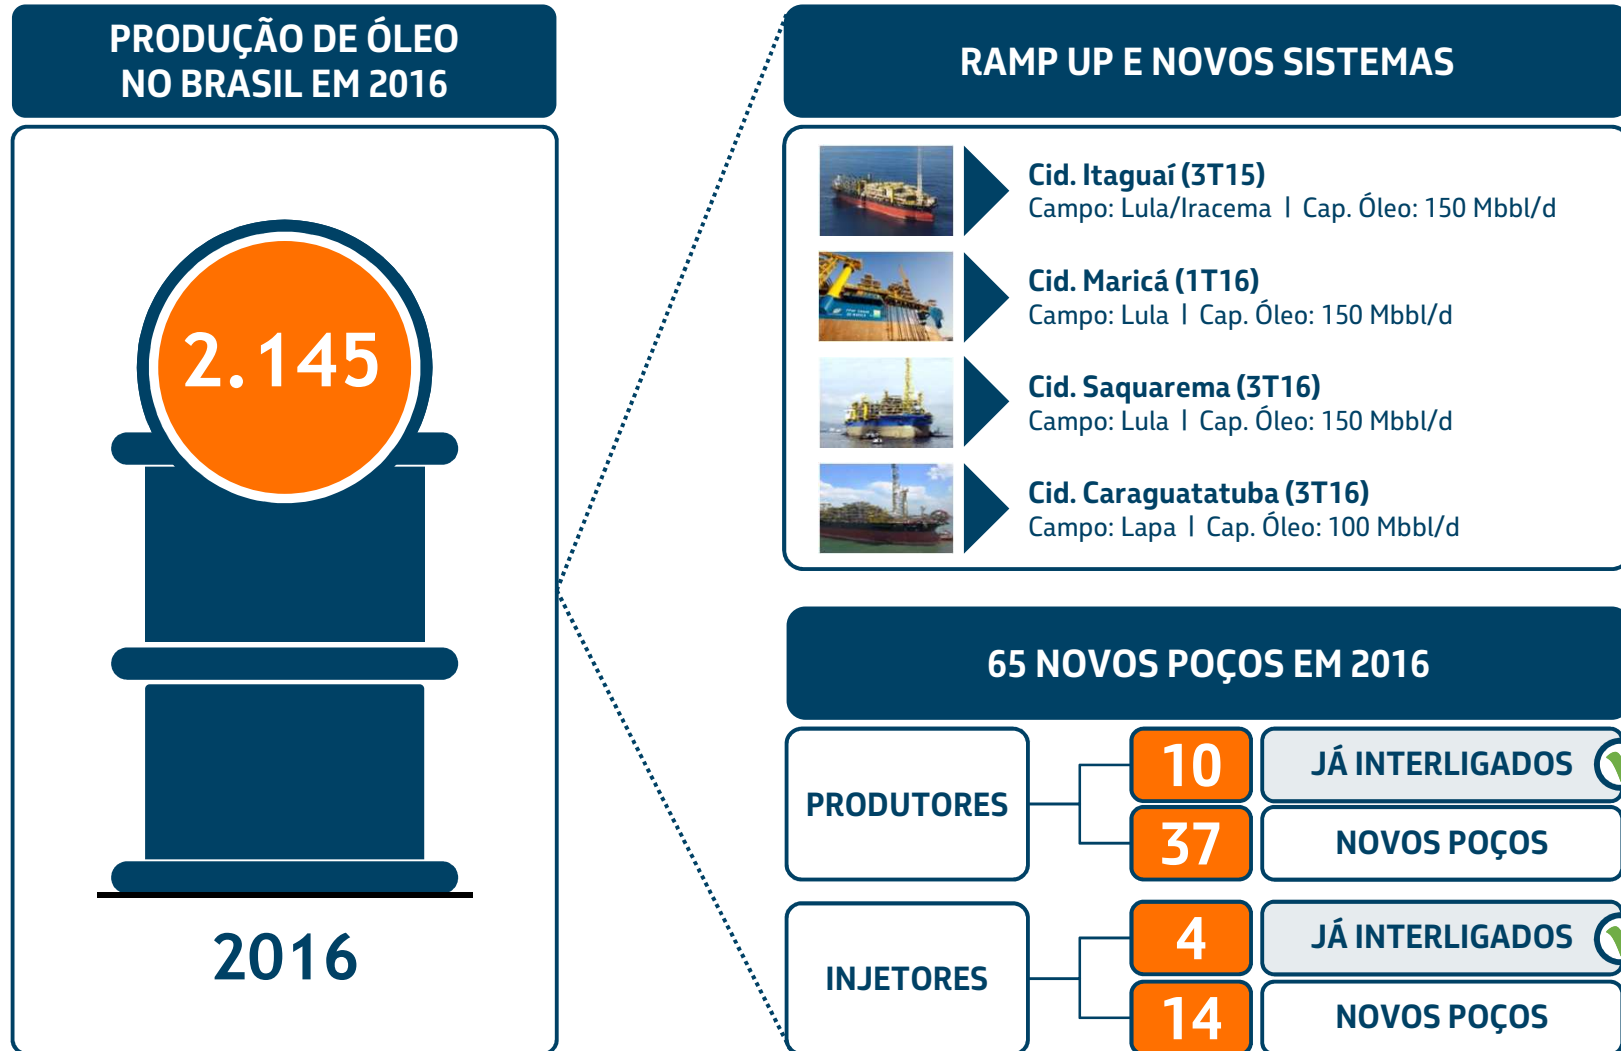 PRODUÇÃO DE ÓLEO
NO BRASIL EM 2016
2.145
2016
RAMP UP E NOVOS SISTEMAS
Cid. Itaguaí (3T15)
Campo: Lula/Iracema | Cap. Óleo: 150 Mbbl/d
Cid. Maricá (1T16)
Campo: Lula | Cap. Óleo: 150 Mbbl/d
Cid. Saquarema (3T16)
Campo: Lula | Cap. Óleo: 150 Mbbl/d
Cid. Caraguatatuba (3T16)
Campo: Lapa | Cap. Óleo: 100 Mbbl/d
65 NOVOS POÇOS EM 2016
PRODUTORES
10 JÁ INTERLIGADOS
37 NOVOS POÇOS
INJETORES
4 JÁ INTERLIGADOS
14 NOVOS POÇOS